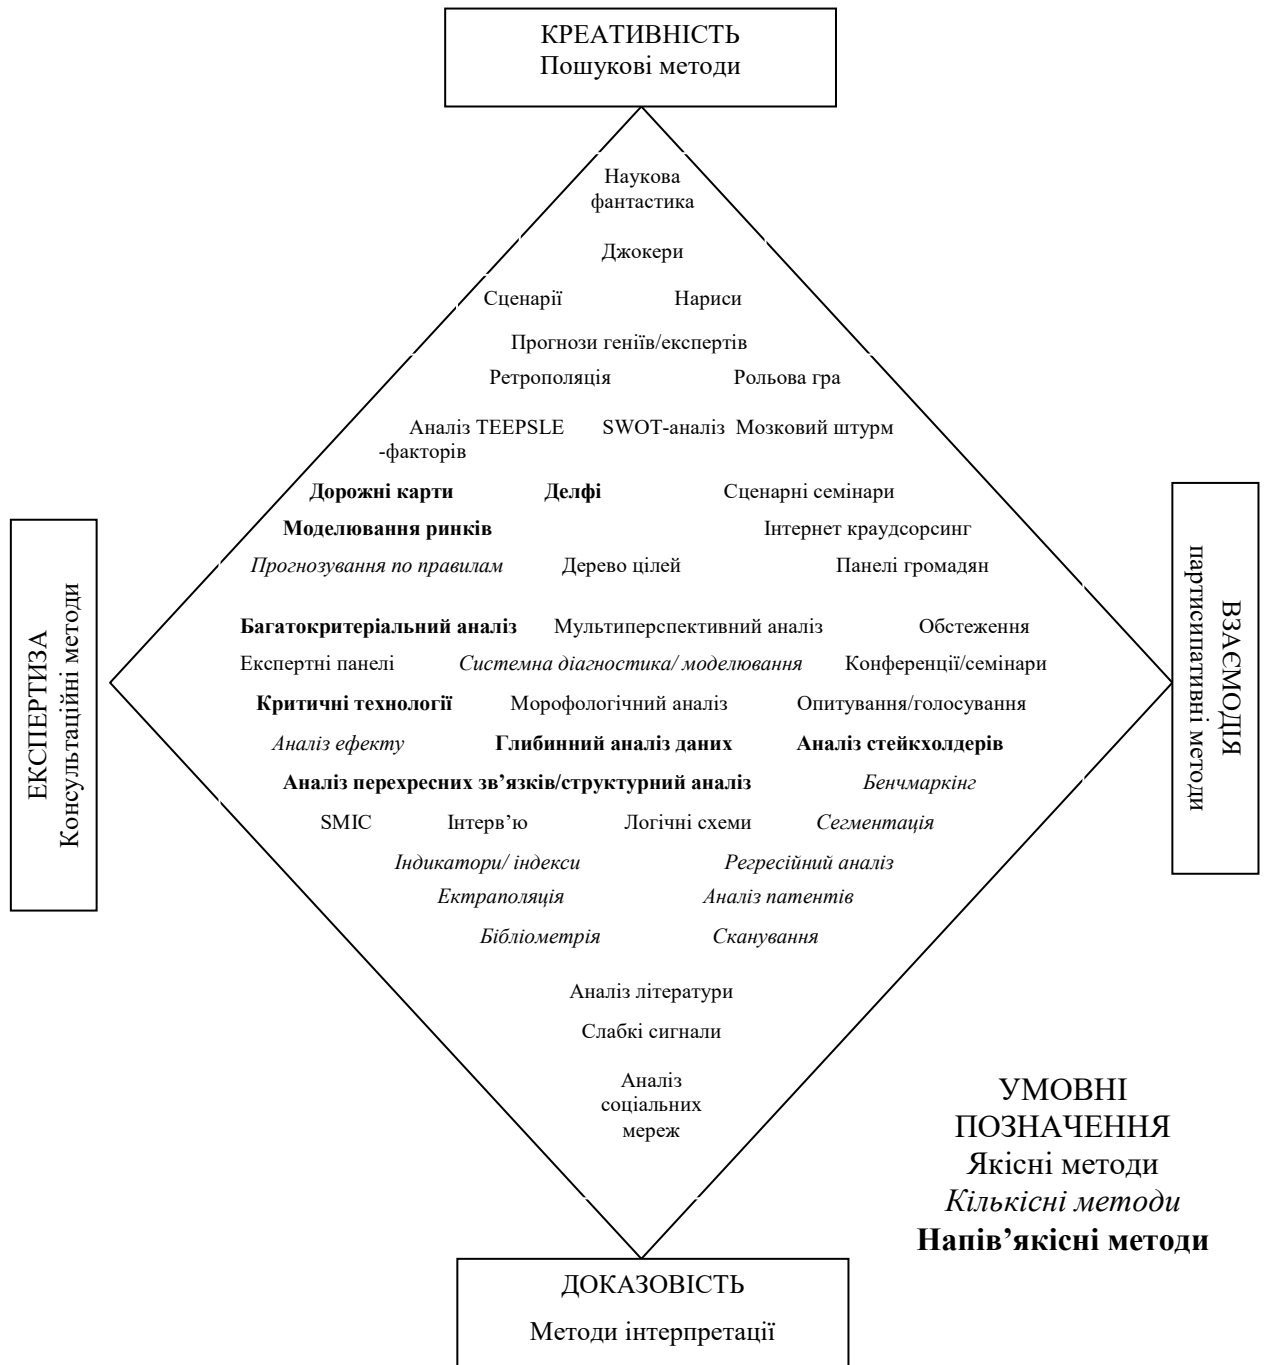 КРЕАТИВНІСТЬ
Пошукові методи
Наукова
фантастика
Джокери
Сценарії Нариси
Прогнози геніїв/експертів
Ретрополяція Рольова гра
Аналіз TEEPSLE SWOT-аналіз Мозковий штурм
-факторів
Дорожні карти Делфі Сценарні семінари
Моделювання ринків Інтернет краудсорсинг
Прогнозування по правилам Дерево цілей Панелі громадян
Багатокритеріальний аналіз Мультиперспективний аналіз Обстеження
Експертні панелі Системна діагностика/ моделювання Конференції/семінари
Критичні технології Морфологічний аналіз Опитування/голосування
Аналіз ефекту Глибинний аналіз даних Аналіз стейкхолдерів
Аналіз перехресних зв’язків/структурний аналіз Бенчмаркінг
SMIC Інтерв’ю Логічні схеми Сегментація
Індикатори/ індекси Регресійний аналіз
Ектраполяція Аналіз патентів
Бібліометрія Сканування
Аналіз літератури
Слабкі сигнали
Аналіз
соціальних
мереж
ЕКСПЕРТИЗА
Консультаційні методи
ВЗАЄМОДІЯ
партисипативні методи
УМОВНІ
ПОЗНАЧЕННЯ
Якісні методи
Кількісні методи
Напів’якісні методи
ДОКАЗОВІСТЬ
Методи інтерпретації